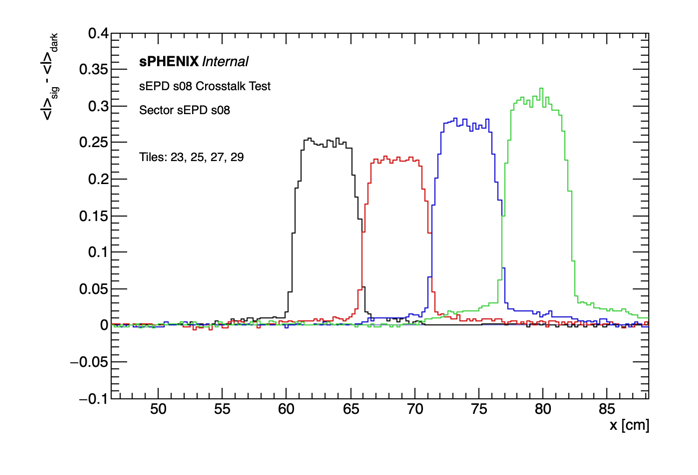 <I>sig - <I>dark
0.4
0.35
0.3
0.25
0.2
0.15
0.1
0.05
0
−0.05
−0.1
sPHENIX Internal
sEPD s08 Crosstalk Test
Sector sEPD s08
Tiles: 23, 25, 27, 29
50 55 60 65 70 75 80 85
x [cm]